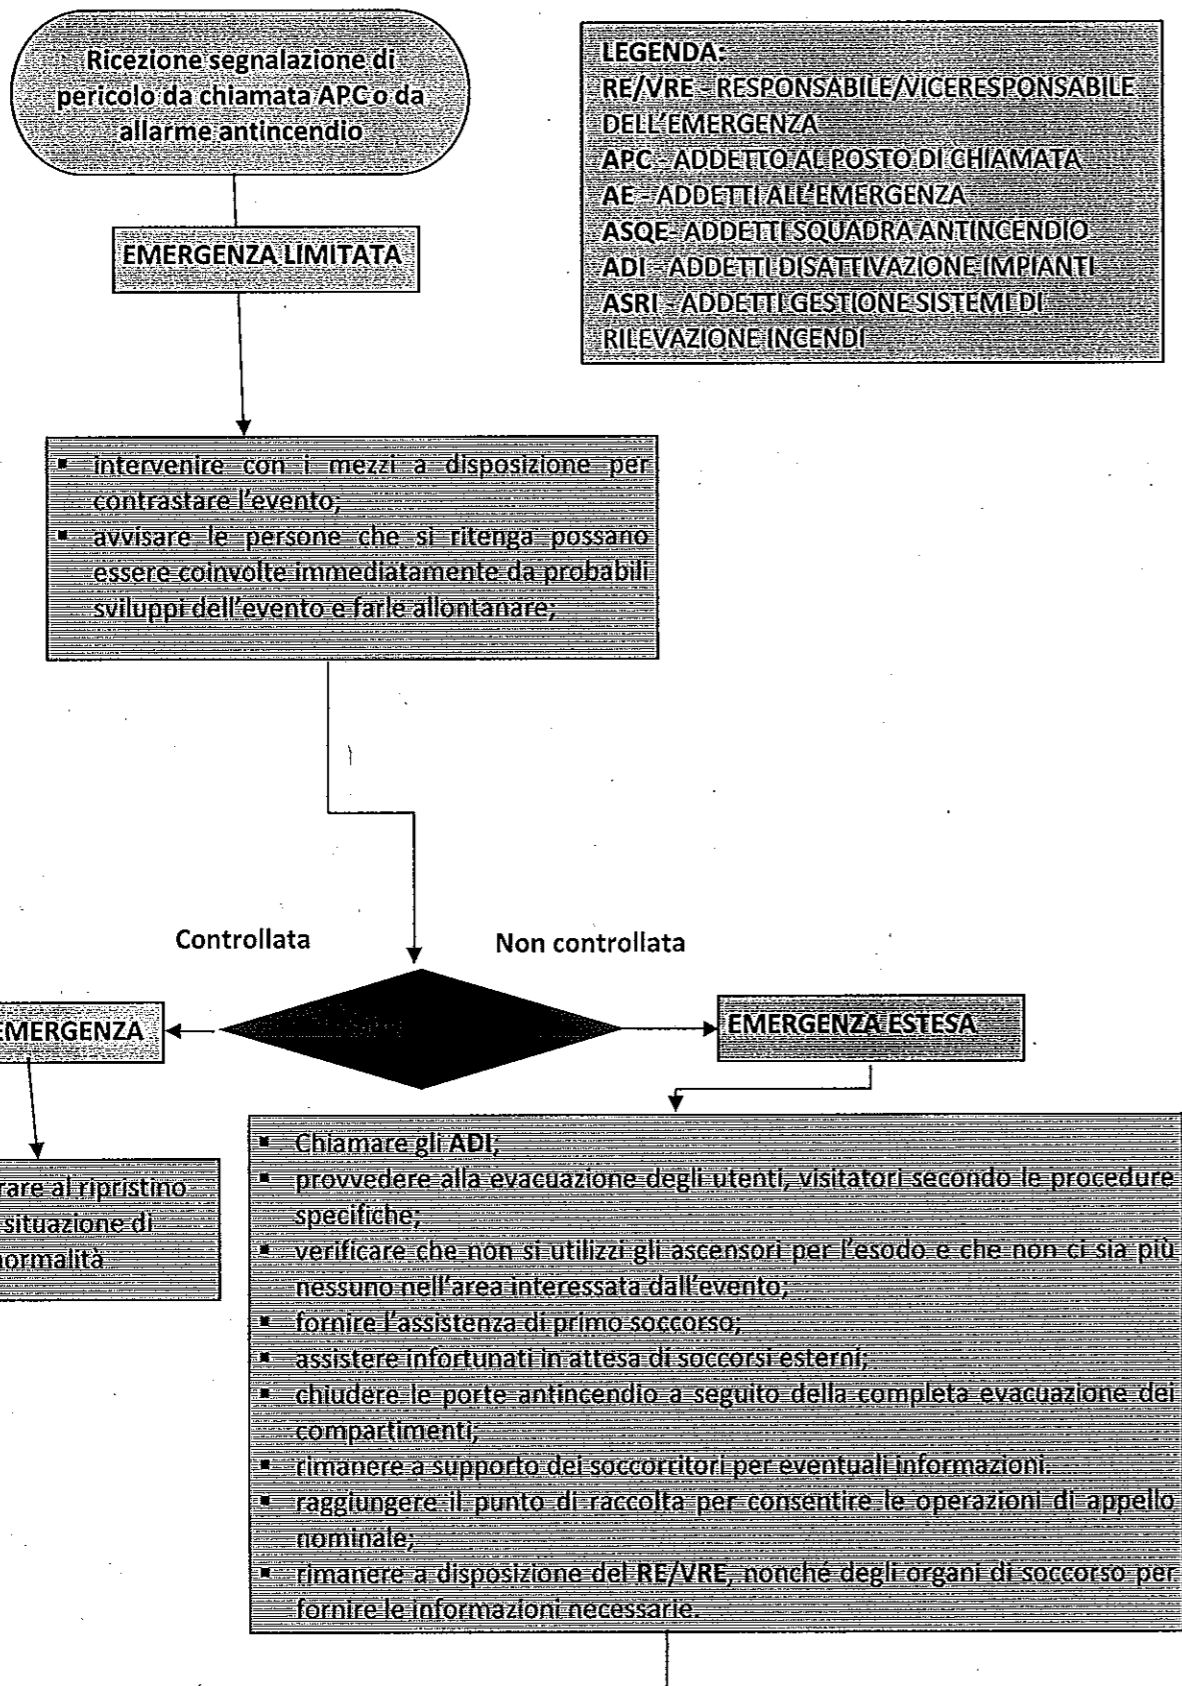 Ricezione segnalazione di
pericolo da chiamata APC o da
allarme antincendio
LEGENDA:
RE/VRE - RESPONSABILE/VICERESPONSABILE
DELL'EMERGENZA
APC - ADDETTO AL POSTO DI CHIAMATA
AE - ADDETTI ALL'EMERGENZA
ASQE- ADDETTI SQUADRA ANTINCENDIO
ADI - ADDETTI DISATTIVAZIONE IMPIANTI
ASRI - ADDETTI GESTIONE SISTEMI DI
RILEVAZIONE INCENDI
EMERGENZA LIMITATA
▪ intervenire con i mezzi a disposizione per
contrastare l'evento;
▪ avvisare le persone che si ritenga possano
essere coinvolte immediatamente da probabili
sviluppi dell'evento e farle allontanare;
Controllata
Non controllata
EMERGENZA
EMERGENZA ESTESA
rare al ripristino
situazione di
normalità
▪ Chiamare gli ADI;
▪ provvedere alla evacuazione degli utenti, visitatori secondo le procedure
specifiche;
▪ verificare che non si utilizzi gli ascensori per l'esodo e che non ci sia più
nessuno nell'area interessata dall'evento;
▪ fornire l'assistenza di primo soccorso;
▪ assistere infortunati in attesa di soccorsi esterni;
▪ chiudere le porte antincendio a seguito della completa evacuazione dei
compartimenti;
▪ rimanere a supporto dei soccorritori per eventuali informazioni.
▪ raggiungere il punto di raccolta per consentire le operazioni di appello
nominale;
▪ rimanere a disposizione del RE/VRE, nonché degli organi di soccorso per
fornire le informazioni necessarie.